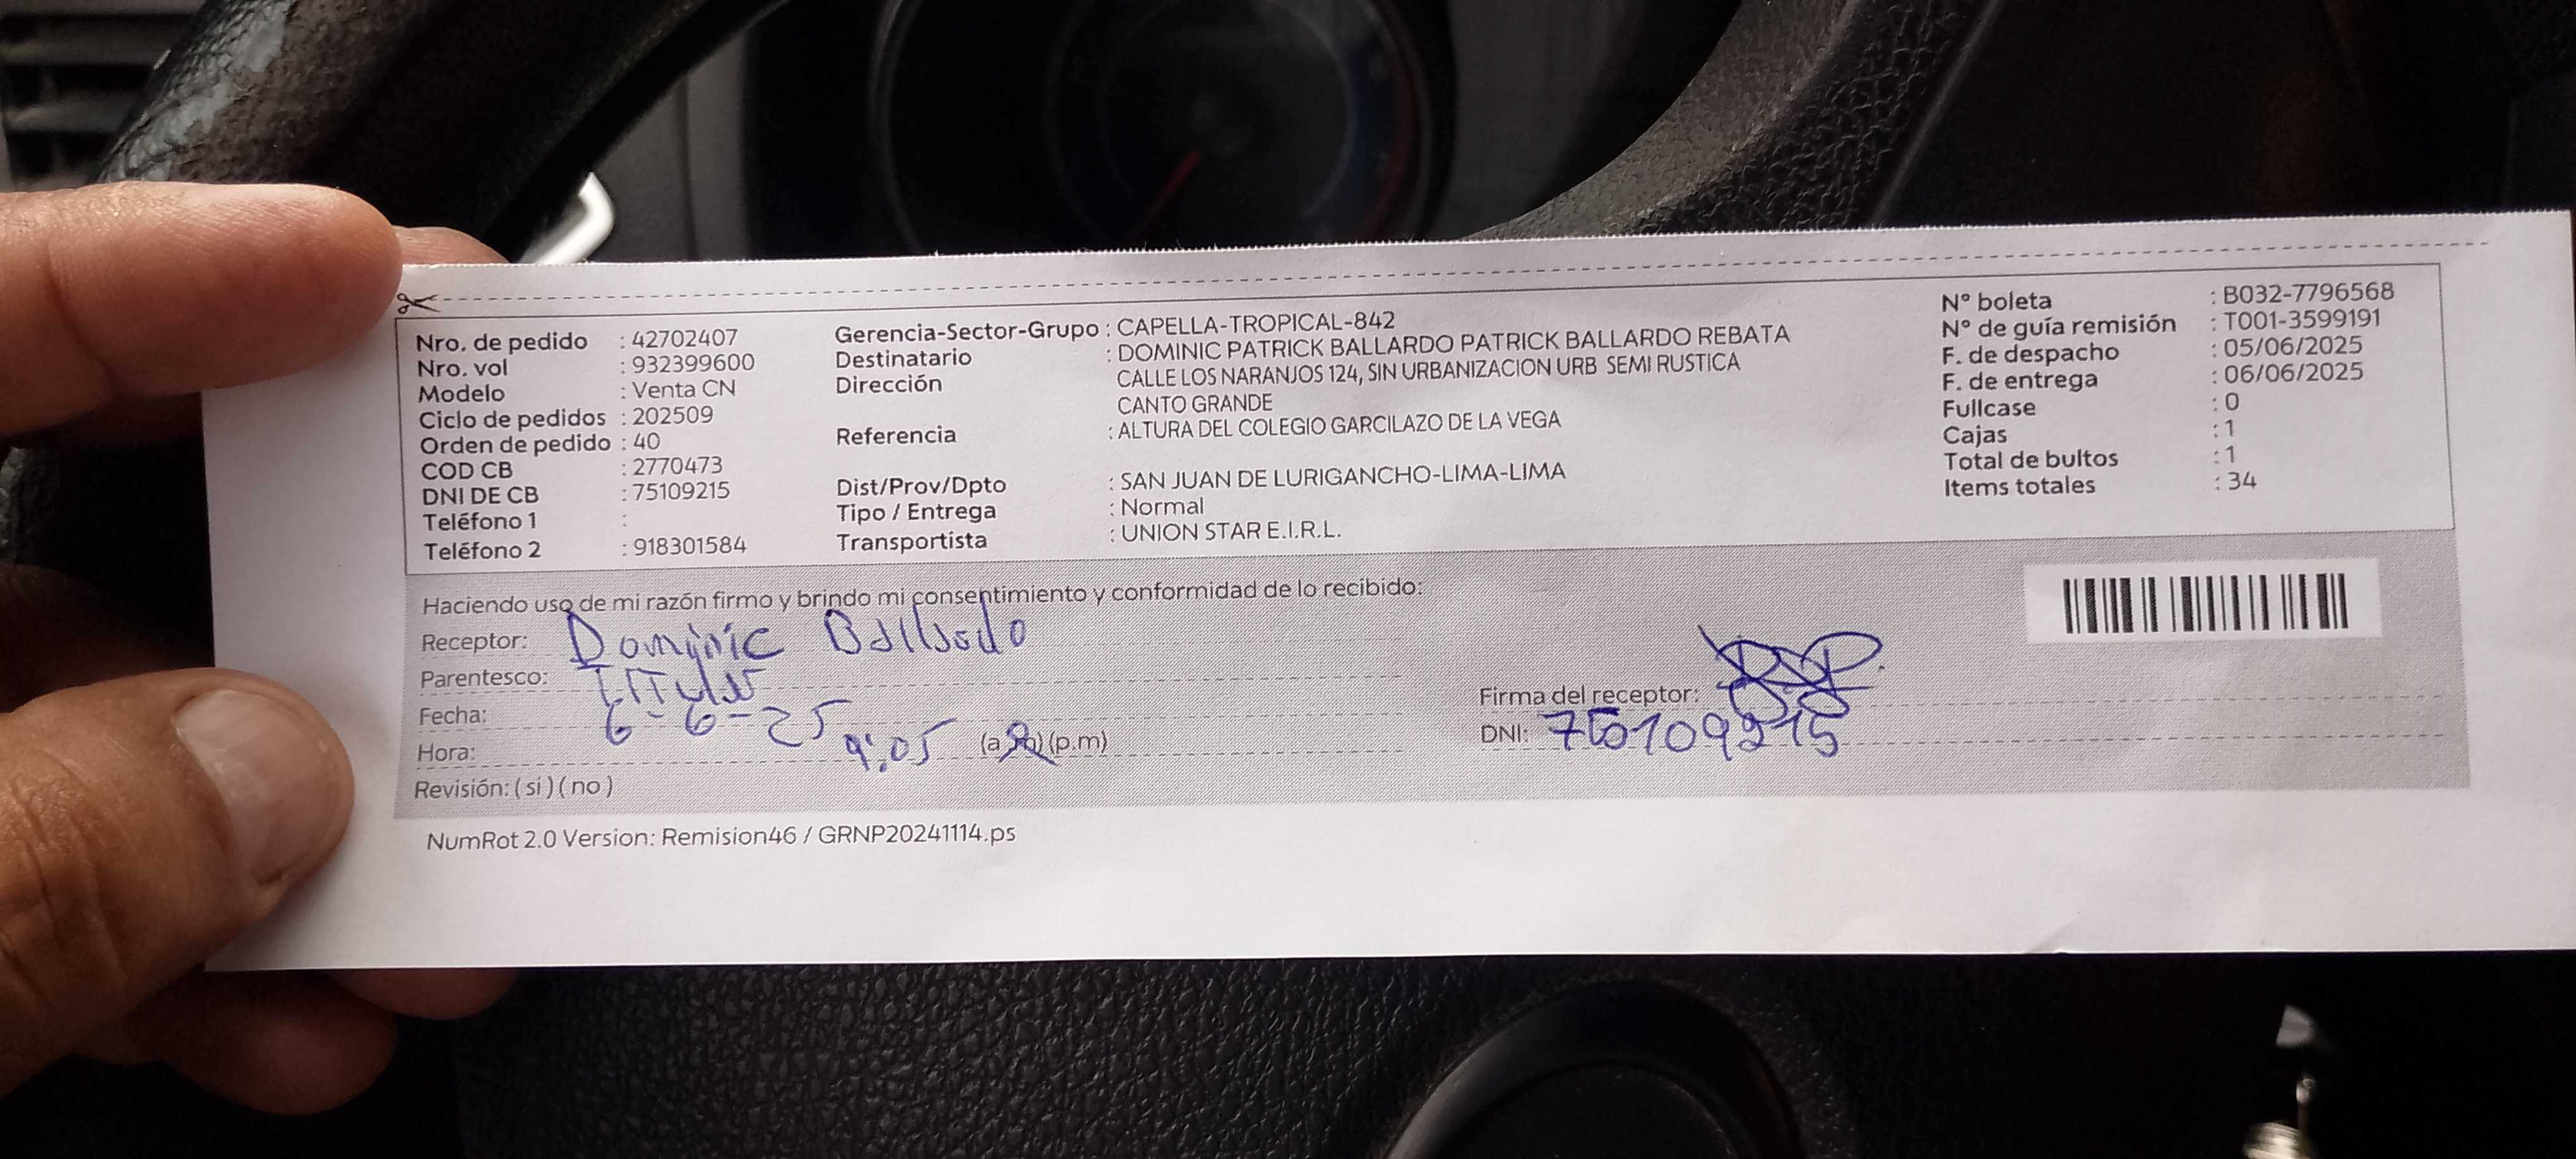 Nro. de pedido : 42702407
Nro. vol : 932399600
Modelo : Venta CN
Ciclo de pedidos : 202509
Orden de pedido : 40
COD CB : 2770473
DNI DE CB : 75109215
Teléfono 1 :
Teléfono 2 : 918301584
Gerencia-Sector-Grupo : CAPELLA-TROPICAL-842
Destinatario : DOMINIC PATRICK BALLARDO PATRICK BALLARDO REBATA
Dirección CALLE LOS NARANJOS 124, SIN URBANIZACION URB SEMI RUSTICA
CANTO GRANDE
Referencia : ALTURA DEL COLEGIO GARCILAZO DE LA VEGA
Dist/Prov/Dpto : SAN JUAN DE LURIGANCHO-LIMA-LIMA
Tipo / Entrega : Normal
Transportista : UNION STAR E.I.R.L.
N° boleta : B032-7796568
N° de guía remisión : T001-3599191
F. de despacho : 05/06/2025
F. de entrega : 06/06/2025
Fullcase : 0
Cajas : 1
Total de bultos : 1
Items totales : 34
Haciendo uso de mi razón firmo y brindo mi consentimiento y conformidad de lo recibido:
Receptor: Dominic Ballardo
Parentesco: Titular
Fecha: 6-6-25
Hora: 9:05 (a.m)(p.m)
Revisión: ( si ) ( no )
Firma del receptor:
DNI: 75109215
NumRot 2.0 Version: Remision46 / GRNP20241114.ps